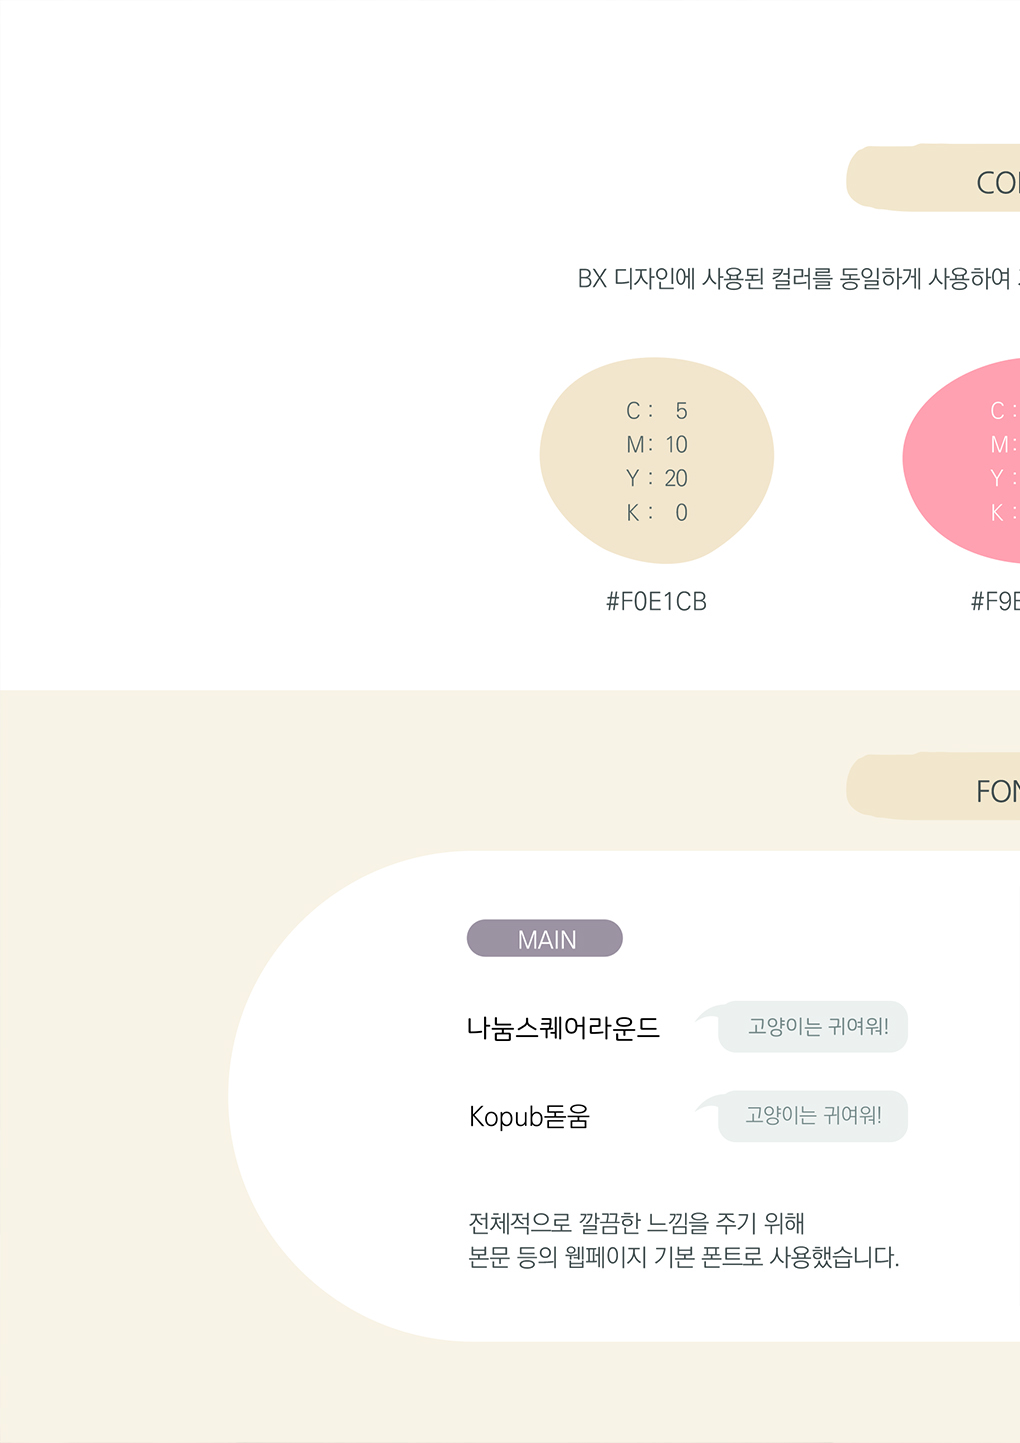 BX 디자인에 사용된 컬러를 동일하게 사용하여
C : 5
M : 10
Y : 20
K : 0
C :
M :
Y :
K :
#F0E1CB
MAIN
나눔스퀘어라운드
고양이는 귀여워!
Kopub돋움
고양이는 귀여워!
전체적으로 깔끔한 느낌을 주기 위해
본문 등의 웹페이지 기본 폰트로 사용했습니다.